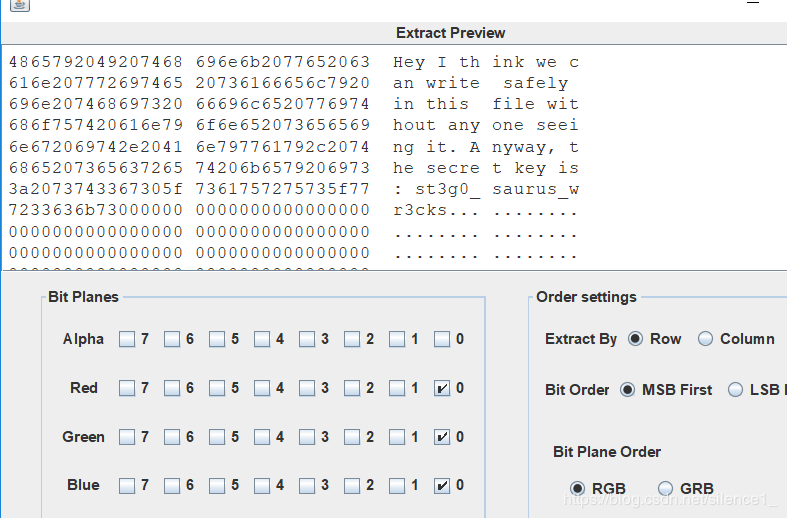 Extract Preview
4865792049207468 696e6b2077652063 Hey I th ink we c
616e207772697465 20736166656c7920 an write  safely 
696e207468697320 66696c6520776974 in this  file wit
686f757420616e79 6f6e652073656569 hout any one seei
6e672069742e2041 6e797761792c2074 ng it. A nyway, t
6865207365637265 74206b6579206973 he secre t key is
3a2073743367305f 7361757275735f77 : st3g0_ saurus_w
7233636b73000000 0000000000000000 r3cks... ........
0000000000000000 0000000000000000 ........ ........
0000000000000000 0000000000000000 ........ ........
Bit Planes
Alpha 7 6 5 4 3 2 1 0
Red 7 6 5 4 3 2 1 0
Green 7 6 5 4 3 2 1 0
Blue 7 6 5 4 3 2 1 0
Order settings
Extract By Row Column
Bit Order MSB First LSB
Bit Plane Order
RGB GRB
https://blog.csdn.net/silence1_